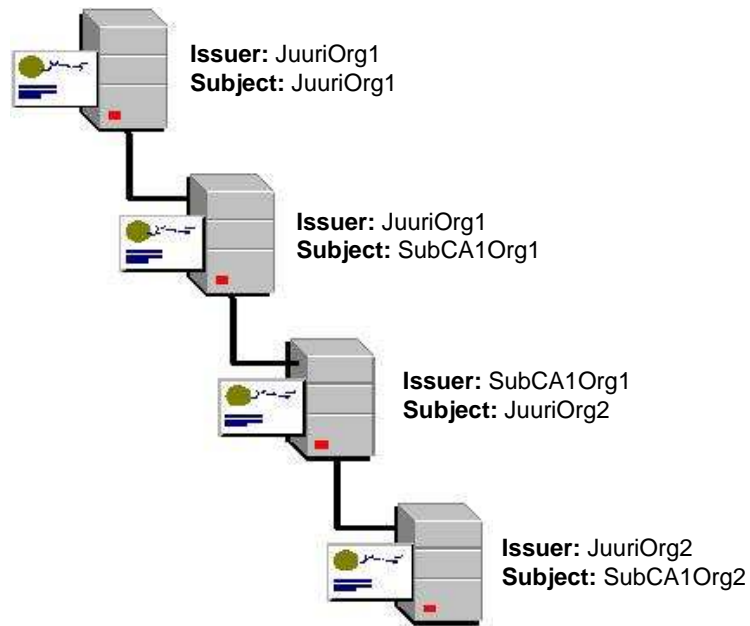 Issuer: JuuriOrg1
Subject: JuuriOrg1
Issuer: JuuriOrg1
Subject: SubCA1Org1
Issuer: SubCA1Org1
Subject: JuuriOrg2
Issuer: JuuriOrg2
Subject: SubCA1Org2